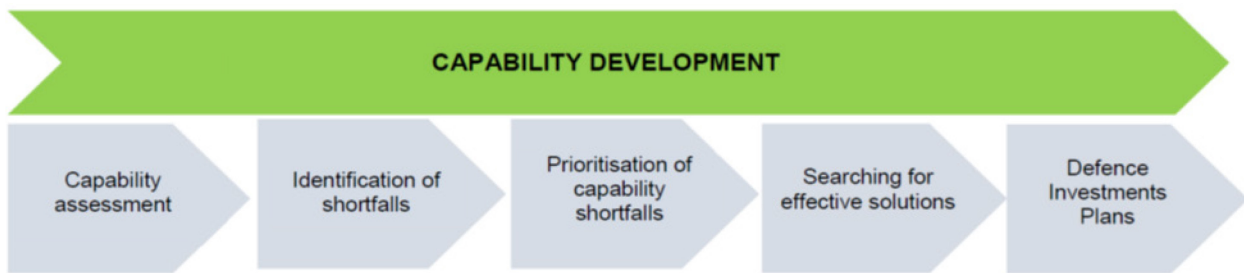 CAPABILITY DEVELOPMENT
Capability
assessment
Identification of
shortfalls
Prioritisation of
capability
shortfalls
Searching for
effective solutions
Defence
Investments
Plans